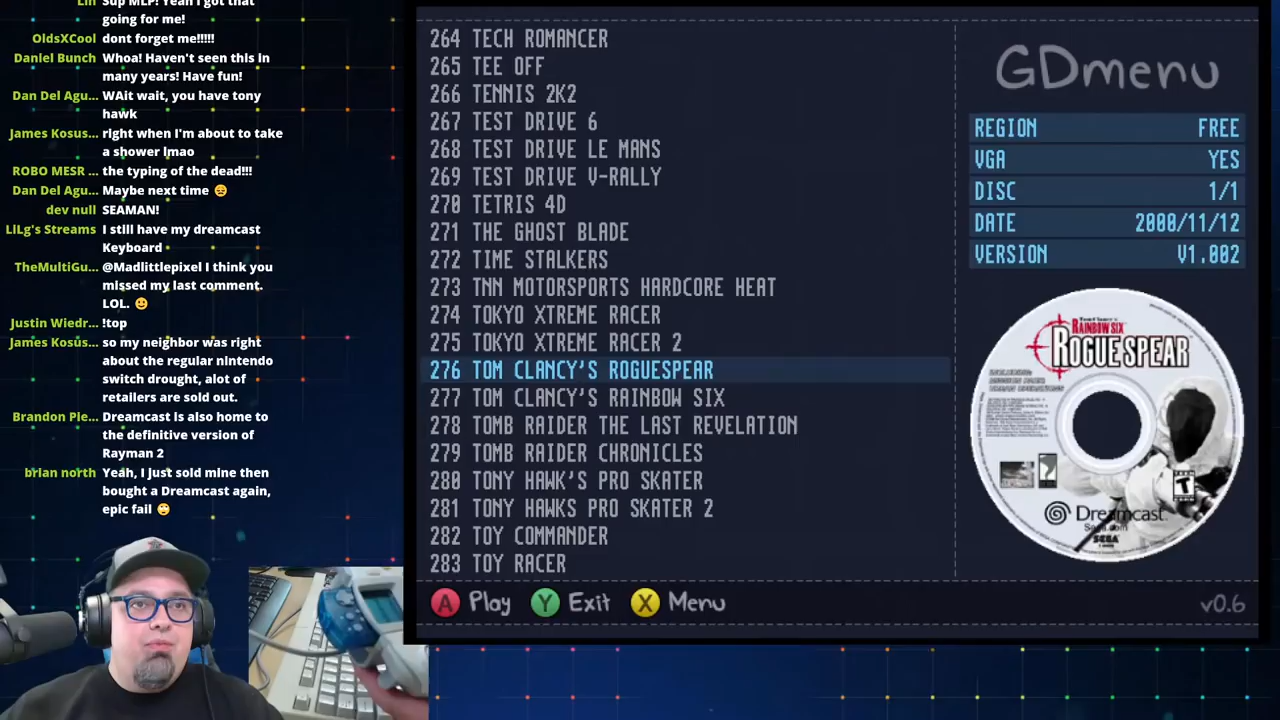 Lin Sup MLP! Yeah I got that
going for me!
OldsXCool dont forget me!!!!!
Daniel Bunch Whoa! Haven't seen this in
many years! Have fun!
Dan Del Agu... WAit wait, you have tony
hawk
James Kosus... right when I'm about to take
a shower lmao
ROBO MESR ... the typing of the dead!!!
Dan Del Agu... Maybe next time 😔
dev null SEAMAN!
LilLg's Streams I still have my dreamcast
Keyboard
TheMultiGu... @Madlittlepixel I think you
missed my last comment.
LOL. 🙂
Justin Wiedr... !top
James Kosus... so my neighbor was right
about the regular nintendo
switch drought, alot of
retailers are sold out.
Brandon Ple... Dreamcast is also home to
the definitive version of
Rayman 2
brian north Yeah, I just sold mine then
bought a Dreamcast again,
epic fail 🙄
264 TECH ROMANCER
265 TEE OFF
266 TENNIS 2K2
267 TEST DRIVE 6
268 TEST DRIVE LE MANS
269 TEST DRIVE V-RALLY
270 TETRIS 4D
271 THE GHOST BLADE
272 TIME STALKERS
273 TNN MOTORSPORTS HARDCORE HEAT
274 TOKYO XTREME RACER
275 TOKYO XTREME RACER 2
276 TOM CLANCY'S ROGUESPEAR
277 TOM CLANCY'S RAINBOW SIX
278 TOMB RAIDER THE LAST REVELATION
279 TOMB RAIDER CHRONICLES
280 TONY HAWK'S PRO SKATER
281 TONY HAWKS PRO SKATER 2
282 TOY COMMANDER
283 TOY RACER
A Play Y Exit X Menu
v0.6
GDmenu
REGION FREE
VGA YES
DISC 1/1
DATE 2000/11/12
VERSION V1.002
RAINBOW SIX
ROGUE SPEAR
T
Dreamcast
SEGA